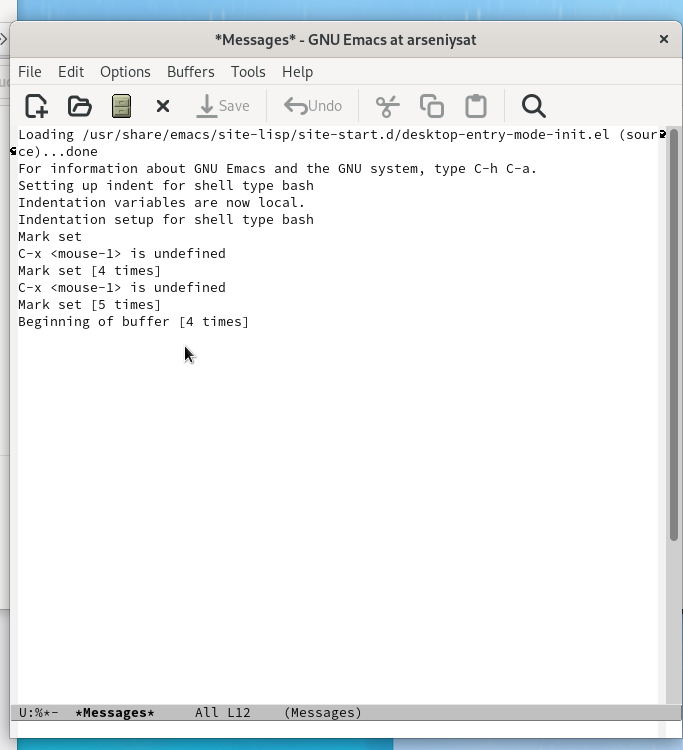 *Messages* - GNU Emacs at arseniysat
File Edit Options Buffers Tools Help
Save Undo
Loading /usr/share/emacs/site-lisp/site-start.d/desktop-entry-mode-init.el (sour
ce)...done
For information about GNU Emacs and the GNU system, type C-h C-a.
Setting up indent for shell type bash
Indentation variables are now local.
Indentation setup for shell type bash
Mark set
C-x <mouse-1> is undefined
Mark set [4 times]
C-x <mouse-1> is undefined
Mark set [5 times]
Beginning of buffer [4 times]
U:%*- *Messages* All L12 (Messages)